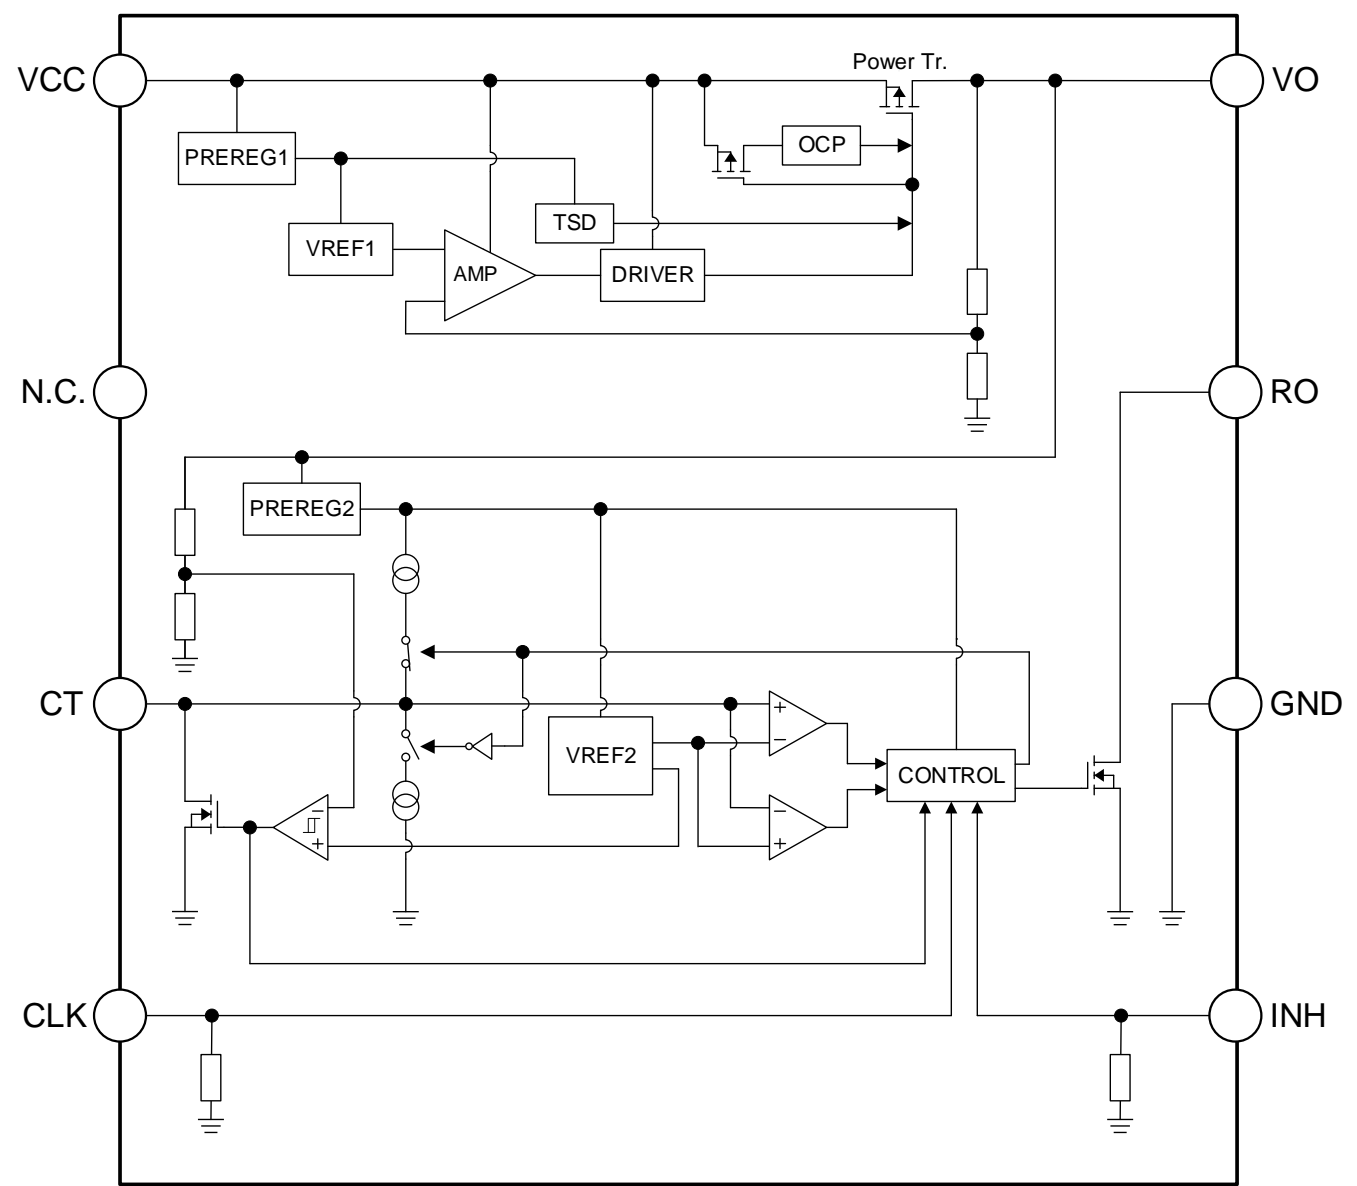 Power Tr.
VCC
VO
PREREG1
OCP
TSD
VREF1
AMP
DRIVER
N.C.
RO
PREREG2
CT
GND
+
−
VREF2
CONTROL
−
−
+
+
CLK
INH